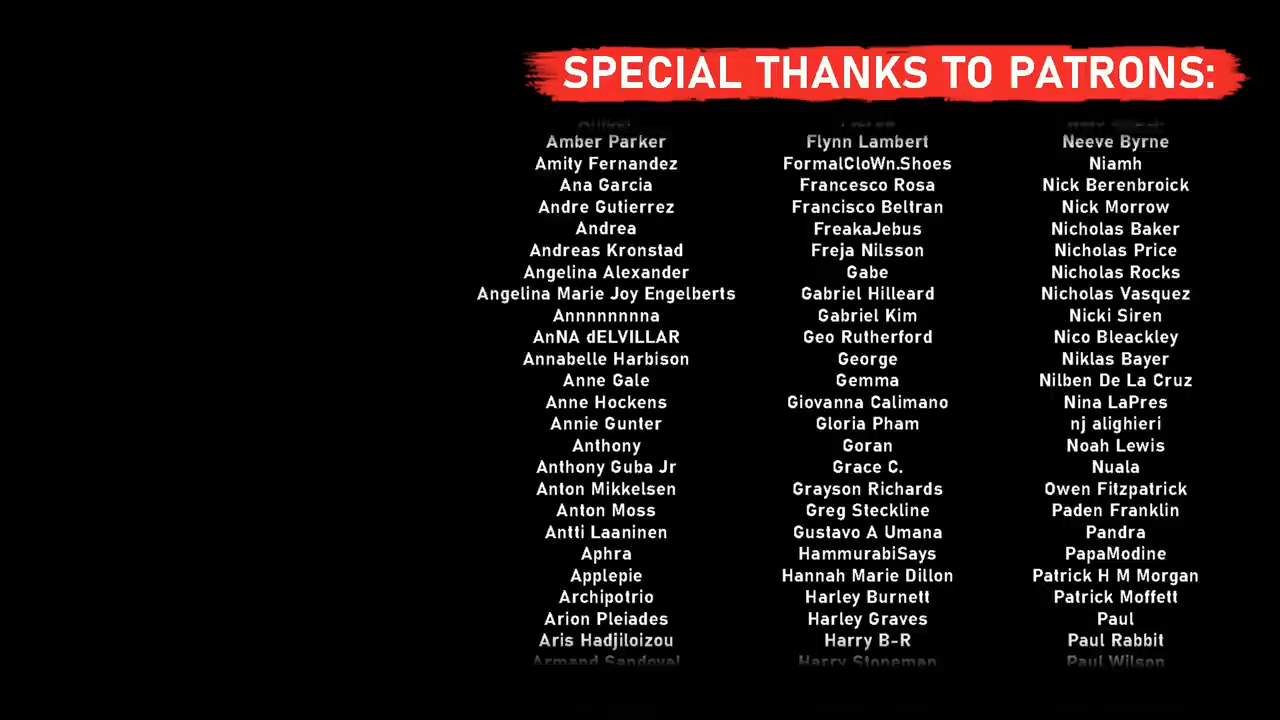 SPECIAL THANKS TO PATRONS:
Amber Parker
Amity Fernandez
Ana Garcia
Andre Gutierrez
Andrea
Andreas Kronstad
Angelina Alexander
Angelina Marie Joy Engelberts
Annnnnnnna
AnNA dELVILLAR
Annabelle Harbison
Anne Gale
Anne Hockens
Annie Gunter
Anthony
Anthony Guba Jr
Anton Mikkelsen
Anton Moss
Antti Laaninen
Aphra
Applepie
Archipotrio
Arion Pleiades
Aris Hadjiloizou
Armand Sandoval
Flynn Lambert
FormalCloWn.Shoes
Francesco Rosa
Francisco Beltran
FreakaJebus
Freja Nilsson
Gabe
Gabriel Hilleard
Gabriel Kim
Geo Rutherford
George
Gemma
Giovanna Calimano
Gloria Pham
Goran
Grace C.
Grayson Richards
Greg Steckline
Gustavo A Umana
HammurabiSays
Hannah Marie Dillon
Harley Burnett
Harley Graves
Harry B-R
Harry Stoneman
Neeve Byrne
Niamh
Nick Berenbroick
Nick Morrow
Nicholas Baker
Nicholas Price
Nicholas Rocks
Nicholas Vasquez
Nicki Siren
Nico Bleackley
Niklas Bayer
Nilben De La Cruz
Nina LaPres
nj alighieri
Noah Lewis
Nuala
Owen Fitzpatrick
Paden Franklin
Pandra
PapaModine
Patrick H M Morgan
Patrick Moffett
Paul
Paul Rabbit
Paul Wilson